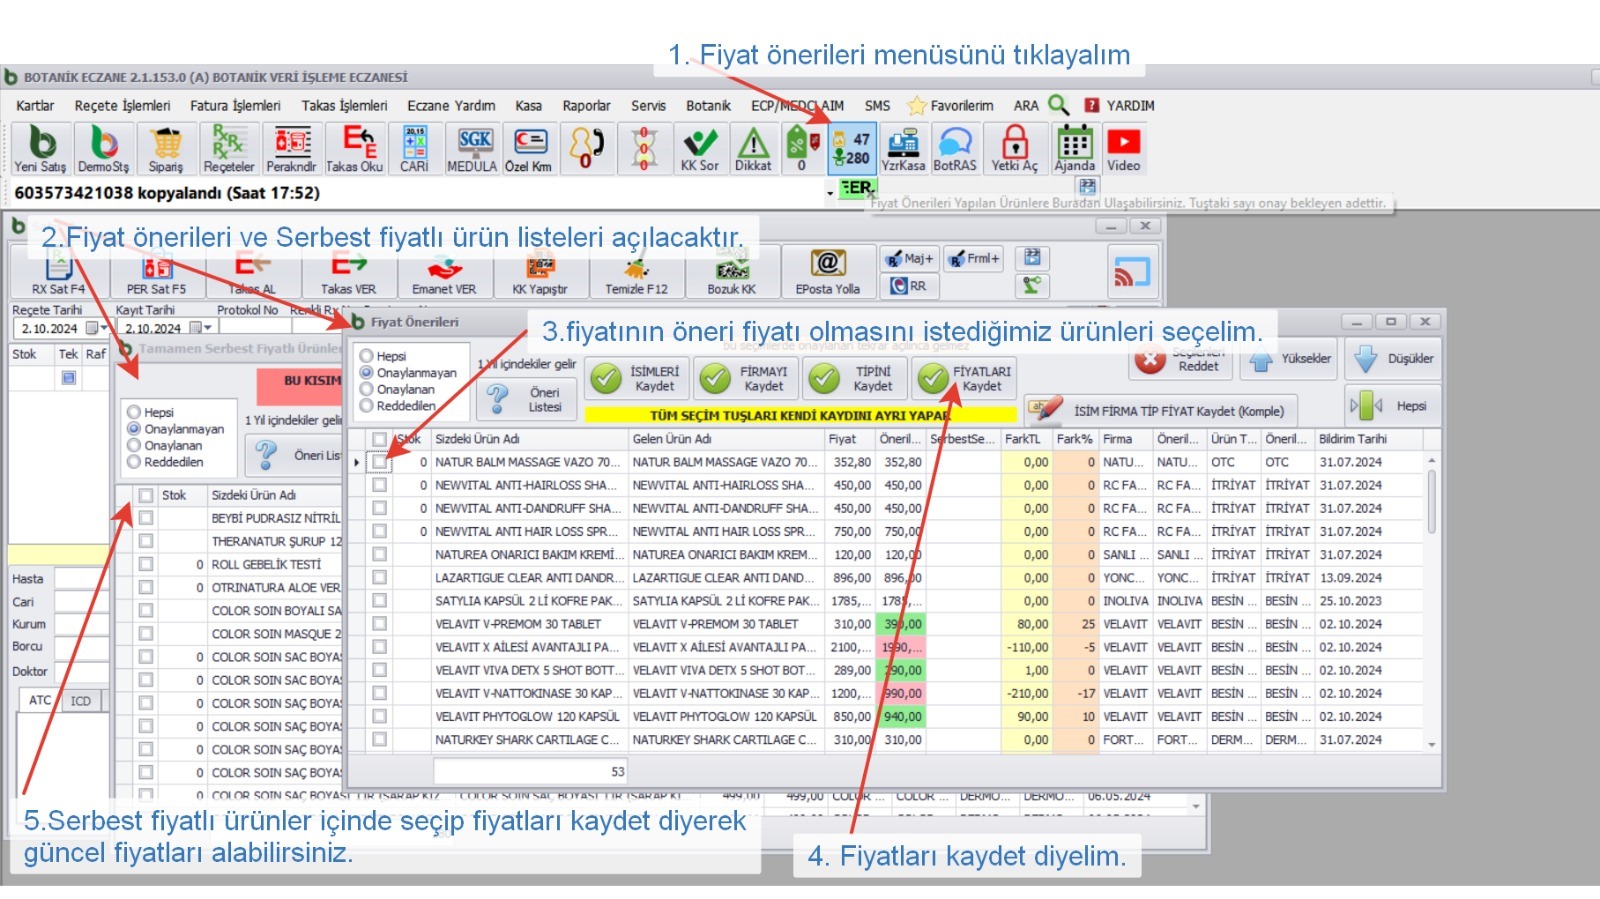 1. Fiyat önerileri menüsünü tıklayalım
BOTANİK ECZANE 2.1.153.0 (A) BOTANİK VERİ İŞLEME ECZANESİ
Kartlar Reçete İşlemleri Fatura İşlemleri Takas İşlemleri Eczane Yardım Kasa Raporlar Servis Botanik ECP/MEDCLAIM SMS Favorilerim ARA YARDIM
Yeni Satış DemoStş Sipariş Reçeteler Perakndlr Takas Oku CARİ MEDULA Özel Krm 0 0 0 KK Sor Dikkat 0 47 280 YzrKasa BotRAS Yetki Aç Ajanda Video
603573421038 kopyalandı (Saat 17:52)
Fiyat Önerileri Yapılan Ürünlere Buradan Ulaşabilirsiniz. Tuştaki sayı onay bekleyen adettir.
2.Fiyat önerileri ve Serbest fiyatlı ürün listeleri açılacaktır.
RX Sat F4 PER Sat F5 Takas AL Takas VER Emanet VER KK Yapıştır Temizle F12 Bozuk KK EPosta Yolla Maj+ Frml+ RR
Reçete Tarihi Kayıt Tarihi Protokol No
2.10.2024 2.10.2024
Stok Tek Raf
Tamamen Serbest Fiyatlı Ürünler
BU KISIM
Hepsi
Onaylanmayan
Onaylanan
Reddedilen
1 Yıl içindekiler
Öneri
Stok Sizdeki Ürün Adı
BEYBİ PUDRASIZ NİTRİL
THERANATUR ŞURUP 12
0 ROLL GEBELİK TESTİ
0 OTRINATURA ALOE VER
COLOR SOIN BOYALI SA
COLOR SOIN MASQUE 2
0 COLOR SOIN SAC BOYAS
0 COLOR SOIN SAÇ BOYAS
0 COLOR SOIN SAÇ BOYAS
0 COLOR SOIN SAÇ BOYAS
0 COLOR SOIN SAÇ BOYAS
0 COLOR SOIN SAÇ BOYAS
Hasta
Cari
Kurum
Borcu
Doktor
ATC ICD
Fiyat Önerileri
3.fiyatının öneri fiyatı olmasını istediğimiz ürünleri seçelim.
Hepsi
Onaylanmayan
Onaylanan
Reddedilen
1 Yıl içindekiler gelir
Öneri Listesi
İSİMLERİ Kaydet FİRMAYI Kaydet TİPİNİ Kaydet FİYATLARI Kaydet
Reddet Yüksekler Düşükler
TÜM SEÇİM TUŞLARI KENDİ KAYDINI AYRI YAPAR
İSİM FİRMA TİP FİYAT Kaydet (Komple) Hepsi
Stok Sizdeki Ürün Adı Gelen Ürün Adı Fiyat Öneril... SerbestSe... FarkTL Fark% Firma Öneril... Ürün T... Öneril... Bildirim Tarihi
0 NATUR BALM MASSAGE VAZO 70... NATUR BALM MASSAGE VAZO 70... 352,80 352,80 0,00 0 NATU... NATU... OTC OTC 31.07.2024
0 NEWVITAL ANTI-HAIRLOSS SHA... NEWVITAL ANTI-HAIRLOSS SHA... 450,00 450,00 0,00 0 RC FA... RC FA... İTRİYAT İTRİYAT 31.07.2024
0 NEWVITAL ANTI-DANDRUFF SHA... NEWVITAL ANTI-DANDRUFF SHA... 450,00 450,00 0,00 0 RC FA... RC FA... İTRİYAT İTRİYAT 31.07.2024
0 NEWVITAL ANTI HAIR LOSS SPR... NEWVITAL ANTI HAIR LOSS SPR... 750,00 750,00 0,00 0 RC FA... RC FA... İTRİYAT İTRİYAT 31.07.2024
NATUREA ONARICI BAKIM KREMİ... NATUREA ONARICI BAKIM KREM... 120,00 120,00 0,00 0 SANLI ... SANLI ... İTRİYAT İTRİYAT 31.07.2024
LAZARTIGUE CLEAR ANTI DANDR... LAZARTIGUE CLEAR ANTI DAND... 896,00 896,00 0,00 0 YONC... YONC... İTRİYAT İTRİYAT 13.09.2024
SATYLIA KAPSÜL 2 Lİ KOFRE PAK... SATYLIA KAPSÜL 2 Lİ KOFRE PAK... 1785,... 1785,... 0,00 0 INOLIVA INOLIVA BESİN ... BESİN ... 25.10.2023
VELAVIT V-PREMOM 30 TABLET VELAVIT V-PREMOM 30 TABLET 310,00 390,00 80,00 25 VELAVIT VELAVIT BESİN ... BESİN ... 02.10.2024
VELAVIT X AİLESİ AVANTAJLI PA... VELAVIT X AİLESİ AVANTAJLI PA... 2100,... 1990,... -110,00 -5 VELAVIT VELAVIT BESİN ... BESİN ... 02.10.2024
VELAVIT VIVA DETX 5 SHOT BOTT... VELAVIT VIVA DETX 5 SHOT BOT... 289,00 290,00 1,00 0 VELAVIT VELAVIT BESİN ... BESİN ... 02.10.2024
VELAVIT V-NATTOKINASE 30 KAP... VELAVIT V-NATTOKINASE 30 KAP... 1200,... 990,00 -210,00 -17 VELAVIT VELAVIT BESİN ... BESİN ... 02.10.2024
VELAVIT PHYTOGLOW 120 KAPSÜL VELAVIT PHYTOGLOW 120 KAPSÜL 850,00 940,00 90,00 10 VELAVIT VELAVIT BESİN ... BESİN ... 02.10.2024
NATURKEY SHARK CARTILAGE C... NATURKEY SHARK CARTILAGE C... 310,00 310,00 0,00 0 FORT... FORT... DERM... DERM... 31.07.2024
53
499,00 499,00 COLOR ... COLOR ... DERMO... DERMO... 06.05.2024
5.Serbest fiyatlı ürünler içinde seçip fiyatları kaydet diyerek
güncel fiyatları alabilirsiniz.
4. Fiyatları kaydet diyelim.